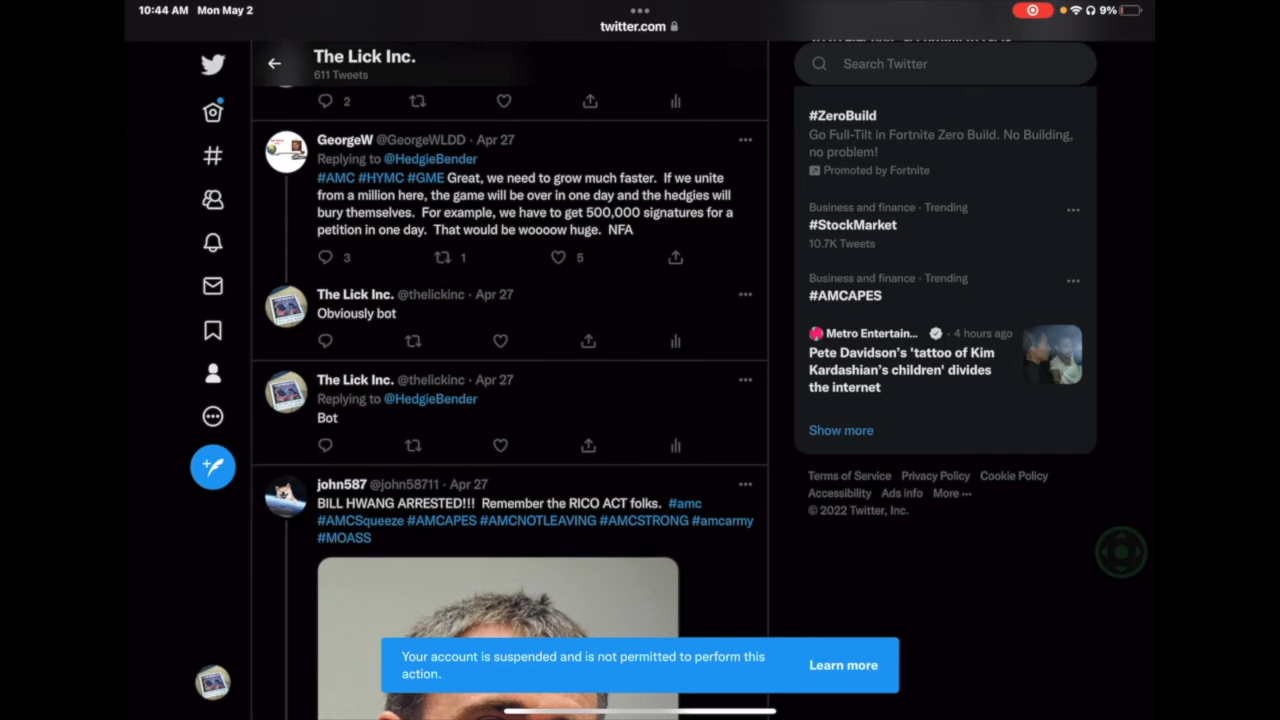 10:44 AM Mon May 2
9%
twitter.com
The Lick Inc.
611 Tweets
Search Twitter
2
GeorgeW @GeorgeWLDD · Apr 27
Replying to @HedgieBender
#AMC #HYMC #GME Great, we need to grow much faster. If we unite
from a million here, the game will be over in one day and the hedgies will
bury themselves. For example, we have to get 500,000 signatures for a
petition in one day. That would be woooow huge. NFA
3 1 5
The Lick Inc. @thelickinc · Apr 27
Obviously bot
The Lick Inc. @thelickinc · Apr 27
Replying to @HedgieBender
Bot
john587 @john58711 · Apr 27
BILL HWANG ARRESTED!!! Remember the RICO ACT folks. #amc
#AMCSqueeze #AMCAPES #AMCNOTLEAVING #AMCSTRONG #amcarmy
#MOASS
#ZeroBuild
Go Full-Tilt in Fortnite Zero Build. No Building,
no problem!
Promoted by Fortnite
Business and finance · Trending
#StockMarket
10.7K Tweets
Business and finance · Trending
#AMCAPES
Metro Entertain... · 4 hours ago
Pete Davidson's 'tattoo of Kim
Kardashian's children' divides
the internet
Show more
Terms of Service Privacy Policy Cookie Policy
Accessibility Ads info More ···
© 2022 Twitter, Inc.
Your account is suspended and is not permitted to perform this
action.
Learn more